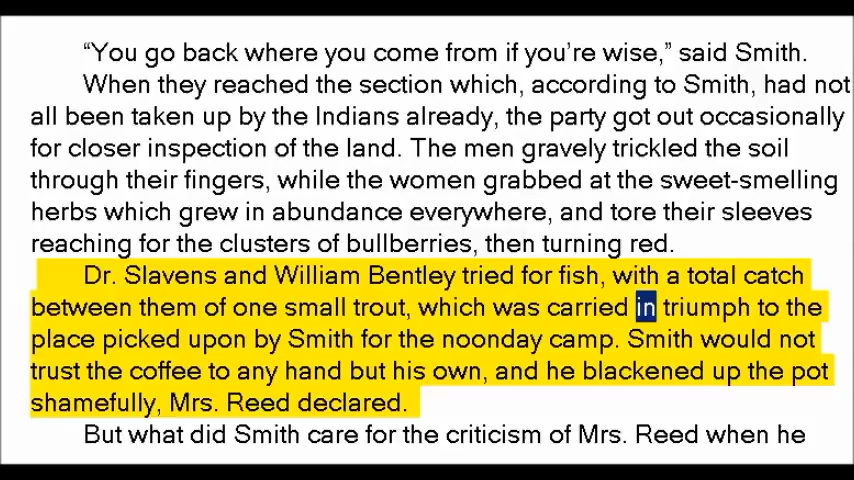 “You go back where you come from if you’re wise,” said Smith.
When they reached the section which, according to Smith, had not
all been taken up by the Indians already, the party got out occasionally
for closer inspection of the land. The men gravely trickled the soil
through their fingers, while the women grabbed at the sweet-smelling
herbs which grew in abundance everywhere, and tore their sleeves
reaching for the clusters of bullberries, then turning red.
Dr. Slavens and William Bentley tried for fish, with a total catch
between them of one small trout, which was carried in triumph to the
place picked upon by Smith for the noonday camp. Smith would not
trust the coffee to any hand but his own, and he blackened up the pot
shamefully, Mrs. Reed declared.
But what did Smith care for the criticism of Mrs. Reed when he